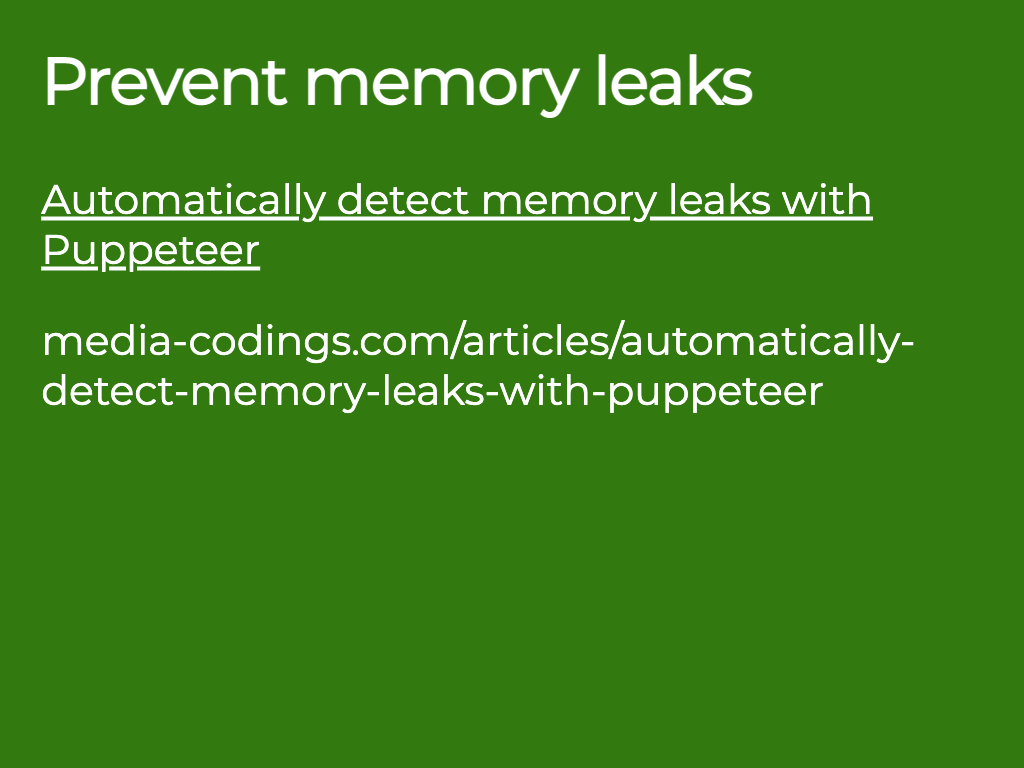 Prevent memory leaks
Automatically detect memory leaks with
Puppeteer
media-codings.com/articles/automatically-
detect-memory-leaks-with-puppeteer